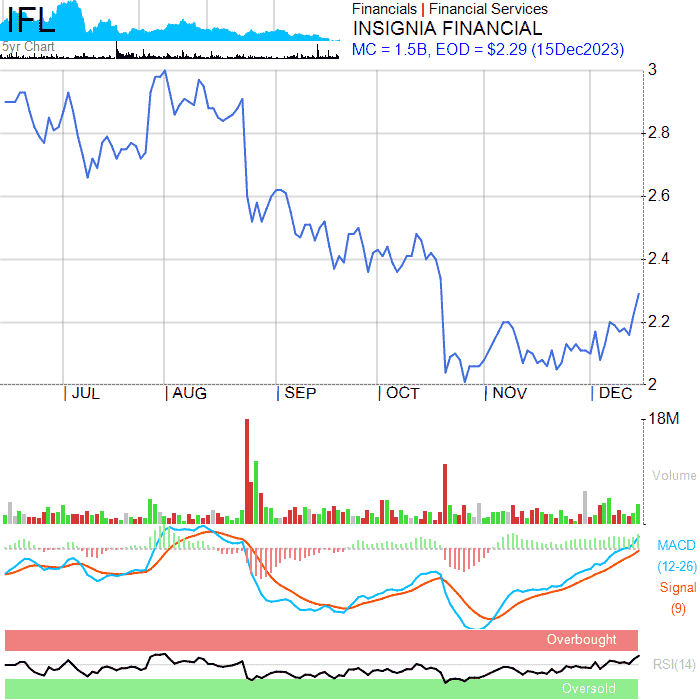 IFL
5yr Chart
Financials | Financial Services
INSIGNIA FINANCIAL
MC = 1.5B, EOD = $2.29 (15Dec2023)
3
2.8
2.6
2.4
2.2
2
JUL AUG SEP OCT NOV DEC
18M
Volume
MACD
(12-26)
Signal
(9)
Overbought
RSI(14)
Oversold